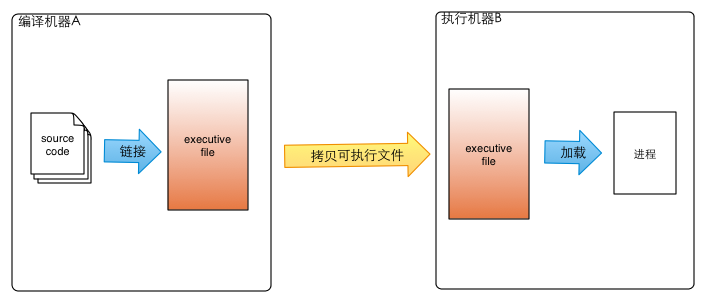 编译机器A
执行机器B
source
code
链接
executive
file
拷贝可执行文件
executive
file
加载
进程